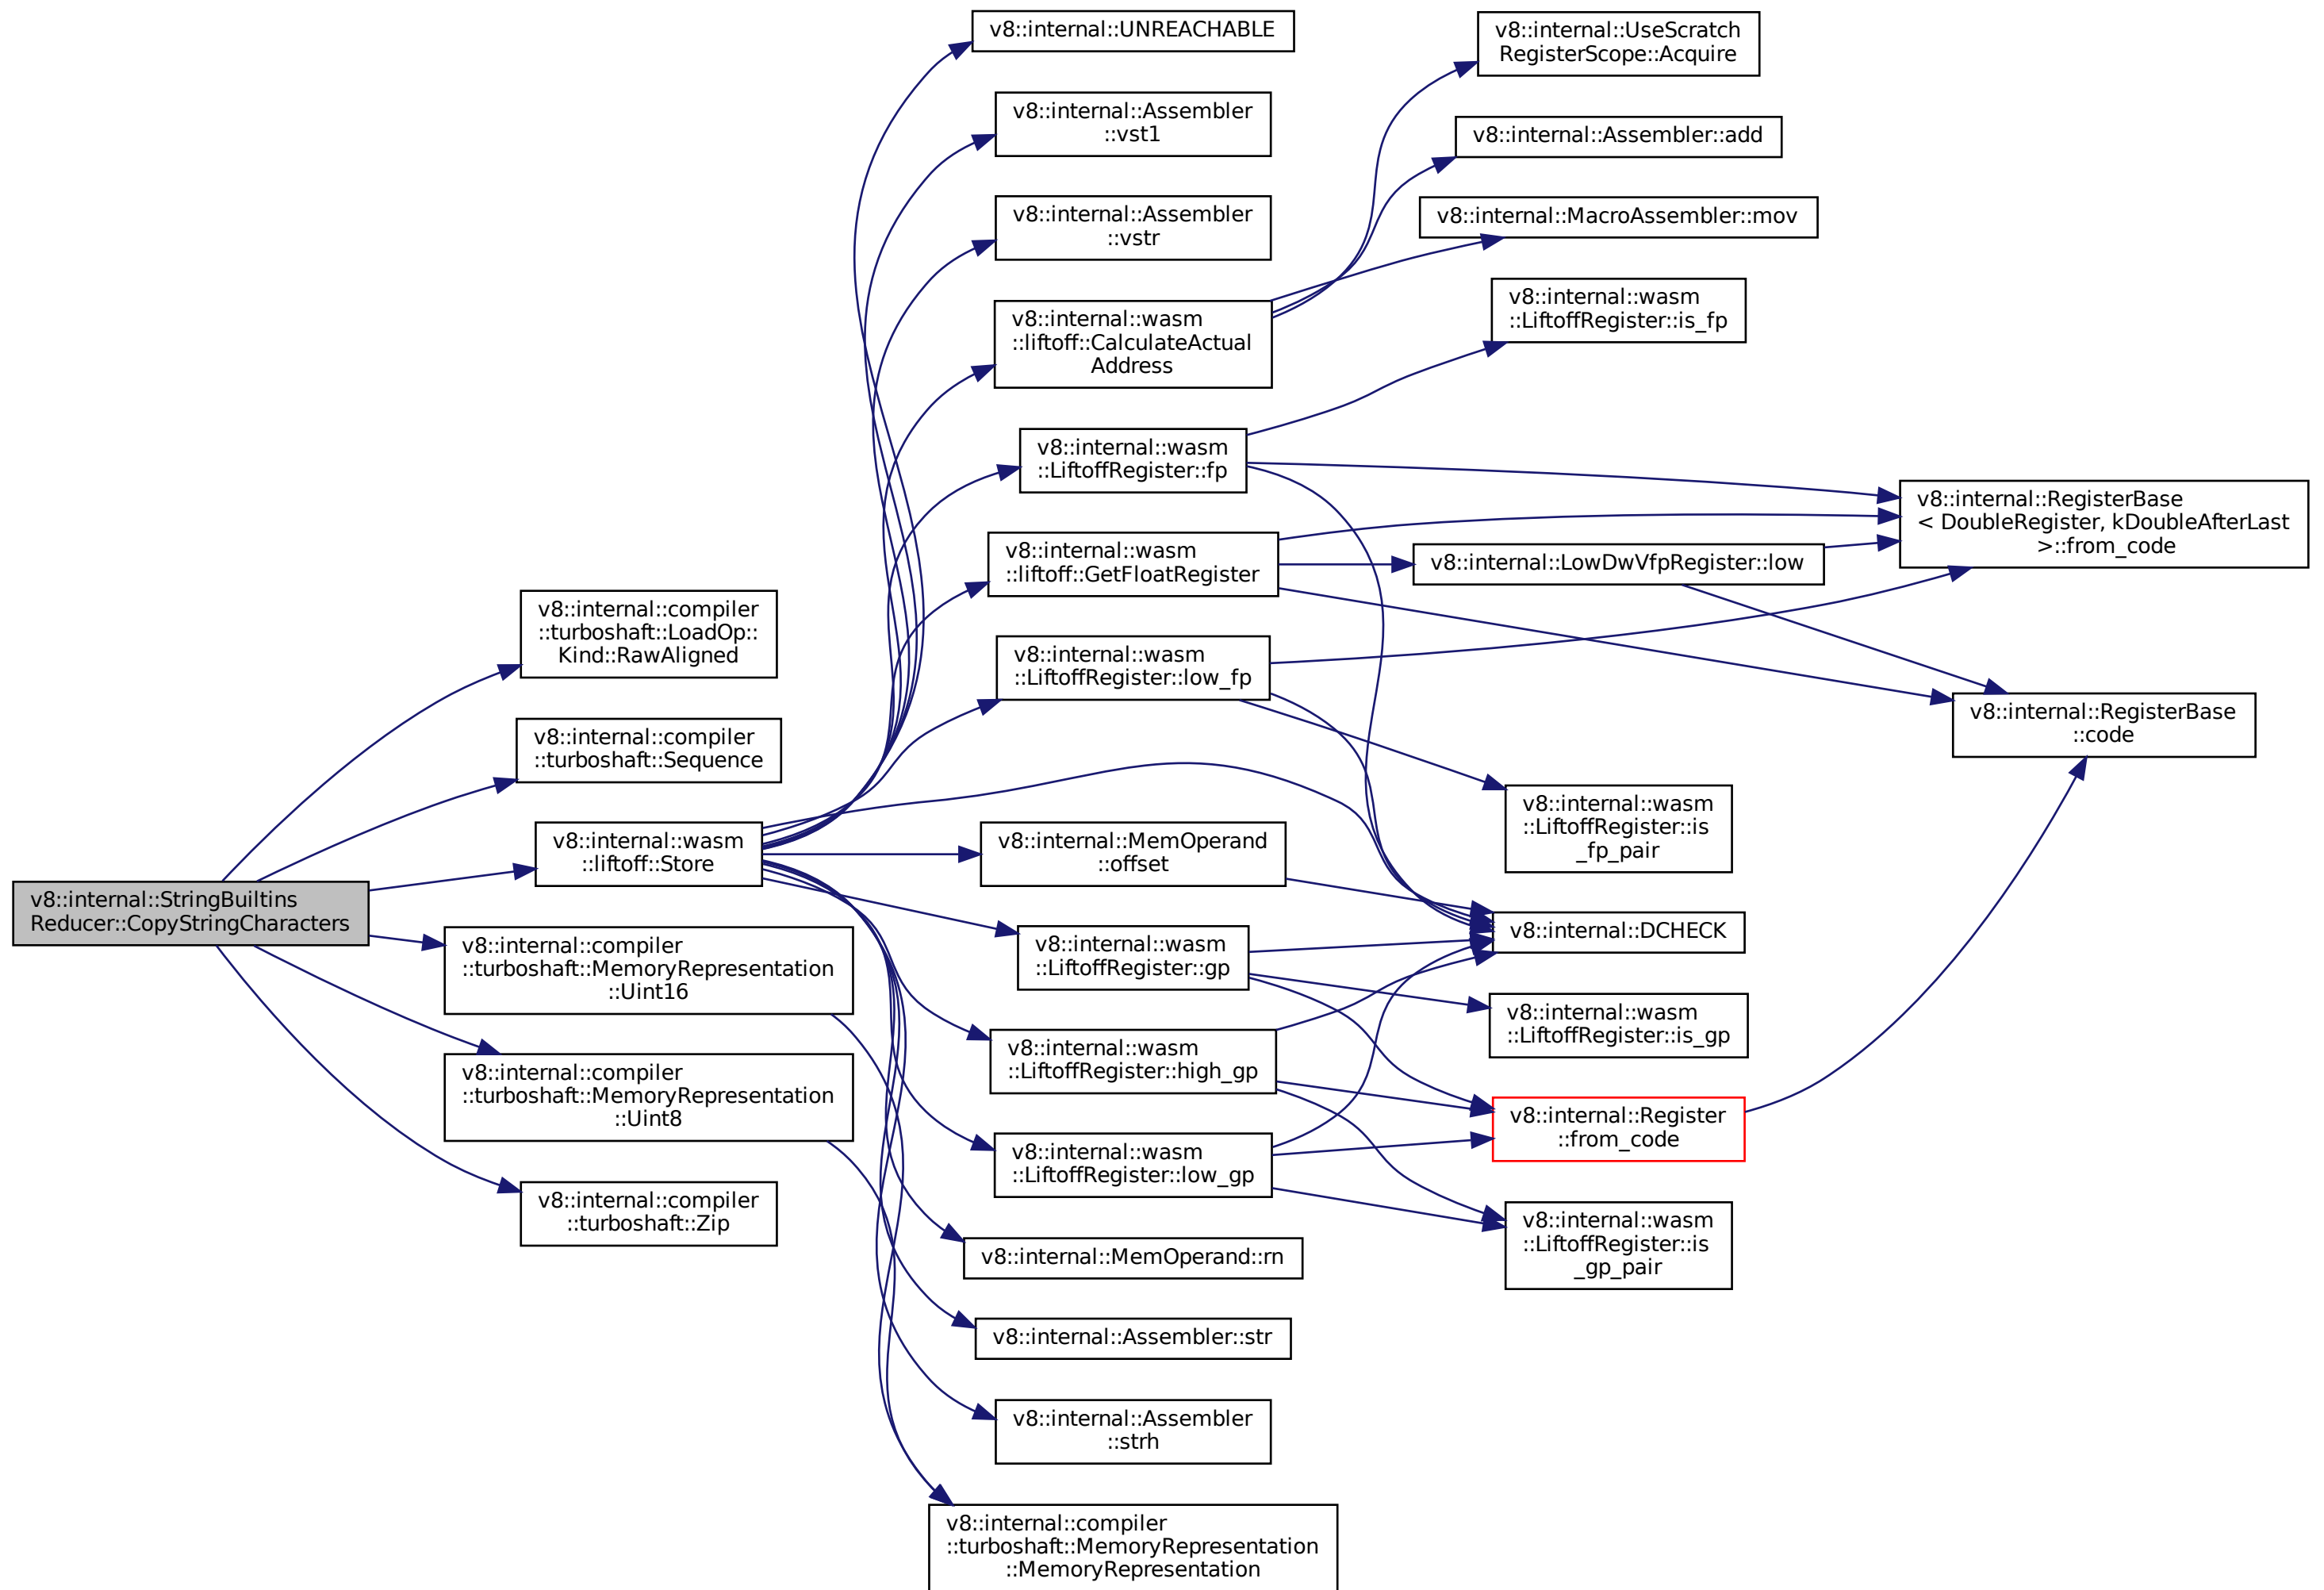 v8::internal::StringBuiltins
Reducer::CopyStringCharacters
v8::internal::compiler
::turboshaft::LoadOp::
Kind::RawAligned
v8::internal::compiler
::turboshaft::Sequence
v8::internal::wasm
::liftoff::Store
v8::internal::compiler
::turboshaft::MemoryRepresentation
::Uint16
v8::internal::compiler
::turboshaft::MemoryRepresentation
::Uint8
v8::internal::compiler
::turboshaft::Zip
v8::internal::UNREACHABLE
v8::internal::Assembler
::vst1
v8::internal::Assembler
::vstr
v8::internal::wasm
::liftoff::CalculateActual
Address
v8::internal::wasm
::LiftoffRegister::fp
v8::internal::wasm
::liftoff::GetFloatRegister
v8::internal::wasm
::LiftoffRegister::low_fp
v8::internal::MemOperand
::offset
v8::internal::wasm
::LiftoffRegister::gp
v8::internal::wasm
::LiftoffRegister::high_gp
v8::internal::wasm
::LiftoffRegister::low_gp
v8::internal::MemOperand::rn
v8::internal::Assembler::str
v8::internal::Assembler
::strh
v8::internal::compiler
::turboshaft::MemoryRepresentation
::MemoryRepresentation
v8::internal::UseScratch
RegisterScope::Acquire
v8::internal::Assembler::add
v8::internal::MacroAssembler::mov
v8::internal::wasm
::LiftoffRegister::is_fp
v8::internal::LowDwVfpRegister::low
v8::internal::wasm
::LiftoffRegister::is
_fp_pair
v8::internal::DCHECK
v8::internal::wasm
::LiftoffRegister::is_gp
v8::internal::Register
::from_code
v8::internal::wasm
::LiftoffRegister::is
_gp_pair
v8::internal::RegisterBase
< DoubleRegister, kDoubleAfterLast
>::from_code
v8::internal::RegisterBase
::code